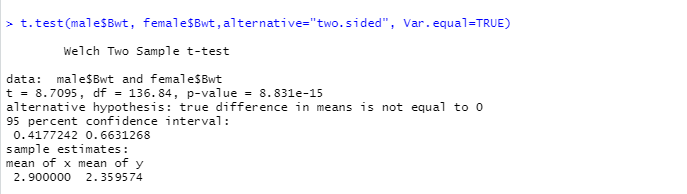 > t.test(male$Bwt, female$Bwt,alternative="two.sided", Var.equal=TRUE)
Welch Two Sample t-test
data:  male$Bwt and female$Bwt
t = 8.7095, df = 136.84, p-value = 8.831e-15
alternative hypothesis: true difference in means is not equal to 0
95 percent confidence interval:
0.4177242 0.6631268
sample estimates:
mean of x mean of y
2.900000  2.359574